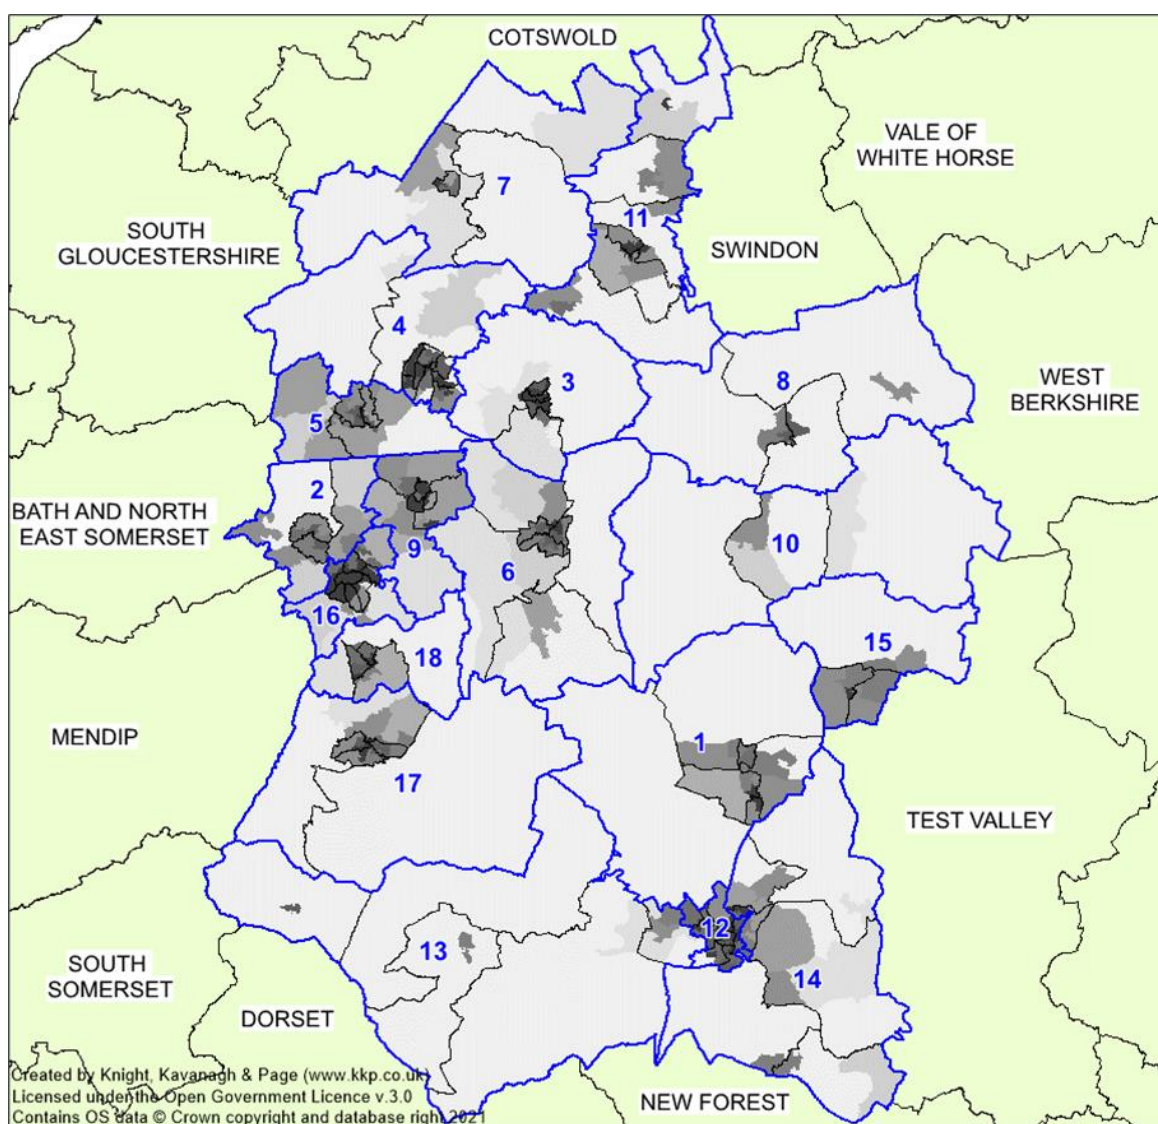 COTSWOLD
VALE OF
WHITE HORSE
7
SOUTH
GLOUCESTERSHIRE
11
SWINDON
4
3
8
WEST
BERKSHIRE
5
2
BATH AND NORTH
EAST SOMERSET
10
9
6
16
15
18
MENDIP
1
17
TEST VALLEY
12
13
14
SOUTH
SOMERSET
DORSET
NEW FOREST
Created by Knight, Kavanagh & Page (www.kkp.co.uk)
Licensed under the Open Government Licence v.3.0
Contains OS data © Crown copyright and database right 2021